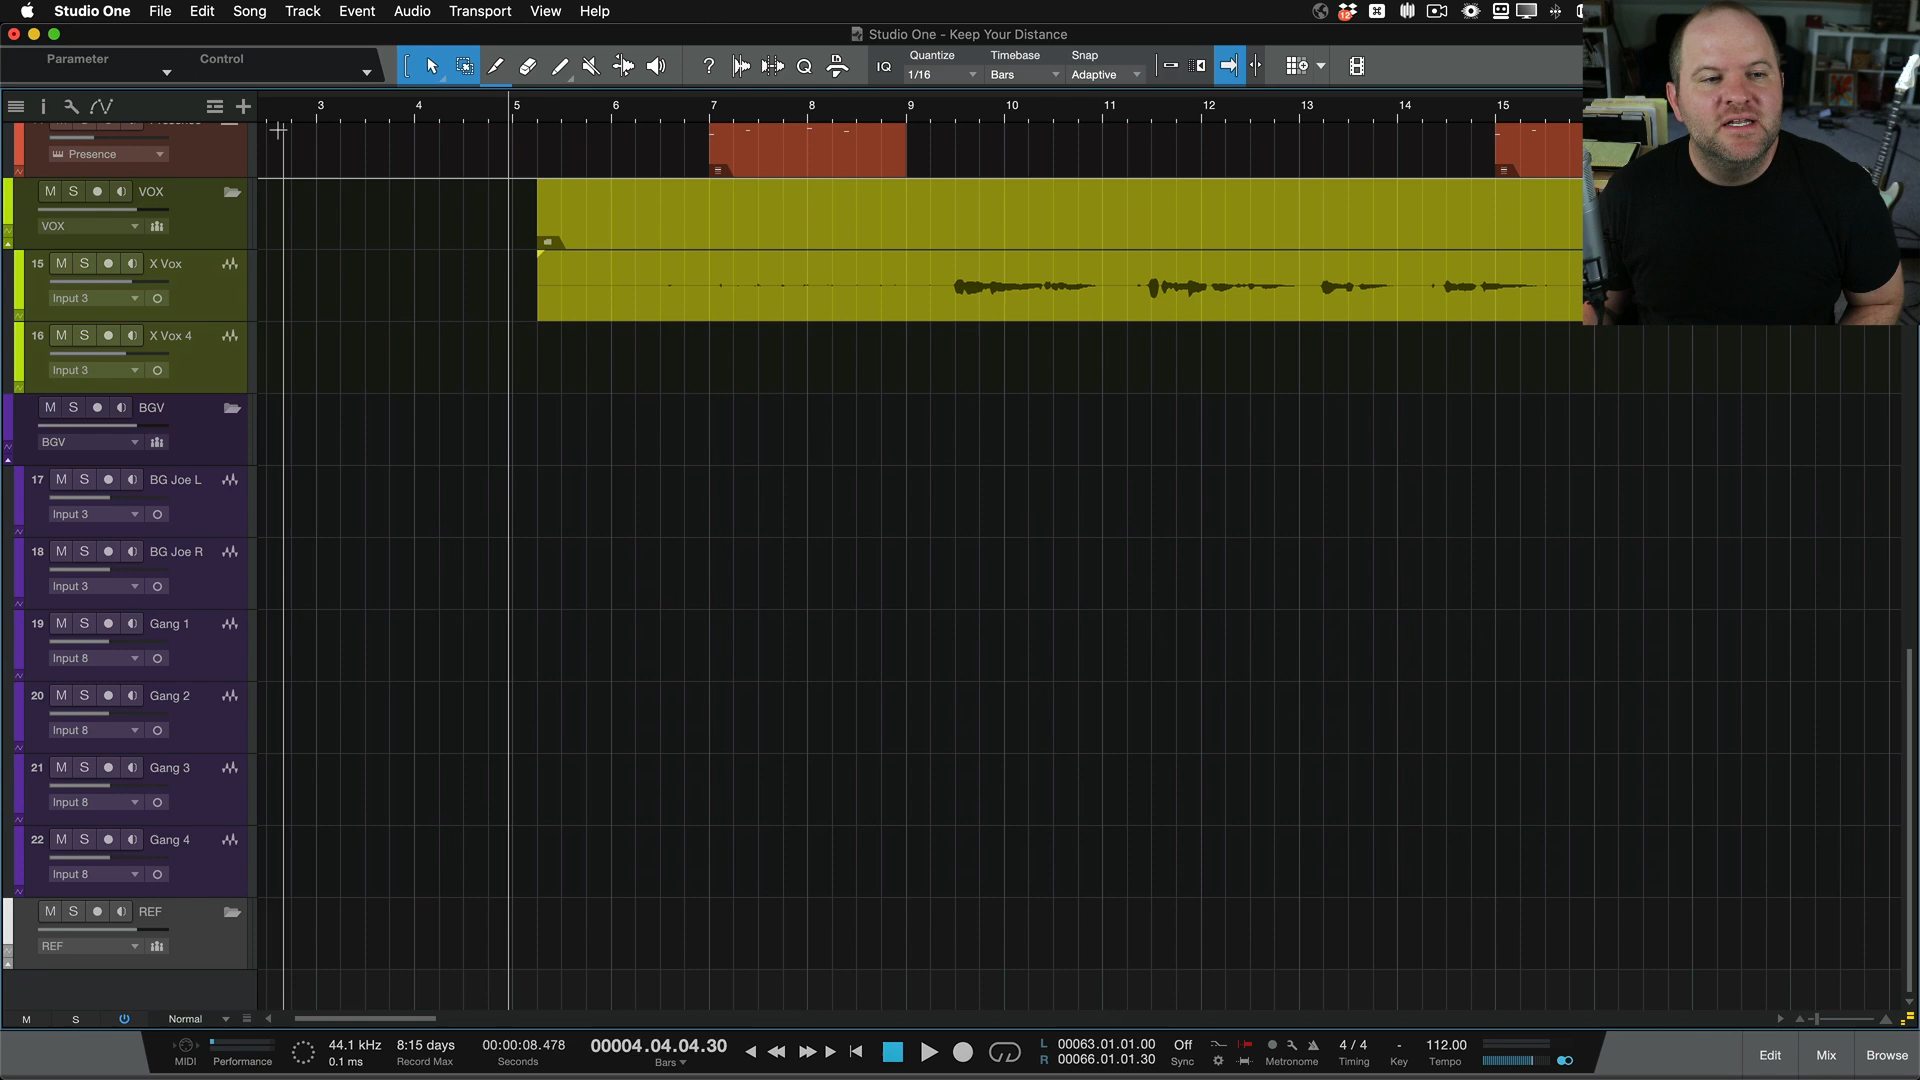 Studio One File Edit Song Track Event Audio Transport View Help
12
Studio One - Keep Your Distance
Parameter Control
IQ
Quantize Timebase Snap
1/16 Bars Adaptive
3 4 5 6 7 8 9 10 11 12 13 14 15
Presence
M S VOX
VOX
15 M S X Vox
Input 3
16 M S X Vox 4
Input 3
M S BGV
BGV
17 M S BG Joe L
Input 3
18 M S BG Joe R
Input 3
19 M S Gang 1
Input 8
20 M S Gang 2
Input 8
21 M S Gang 3
Input 8
22 M S Gang 4
Input 8
M S REF
REF
M S Normal
MIDI Performance
44.1 kHz
0.1 ms
8:15 days
Record Max
00:00:08.478
Seconds
00004.04.04.30
Bars
L 00063.01.01.00
R 00066.01.01.30
Off
Sync
Metronome
4 / 4
Timing
-
Key
112.00
Tempo
Edit Mix Browse